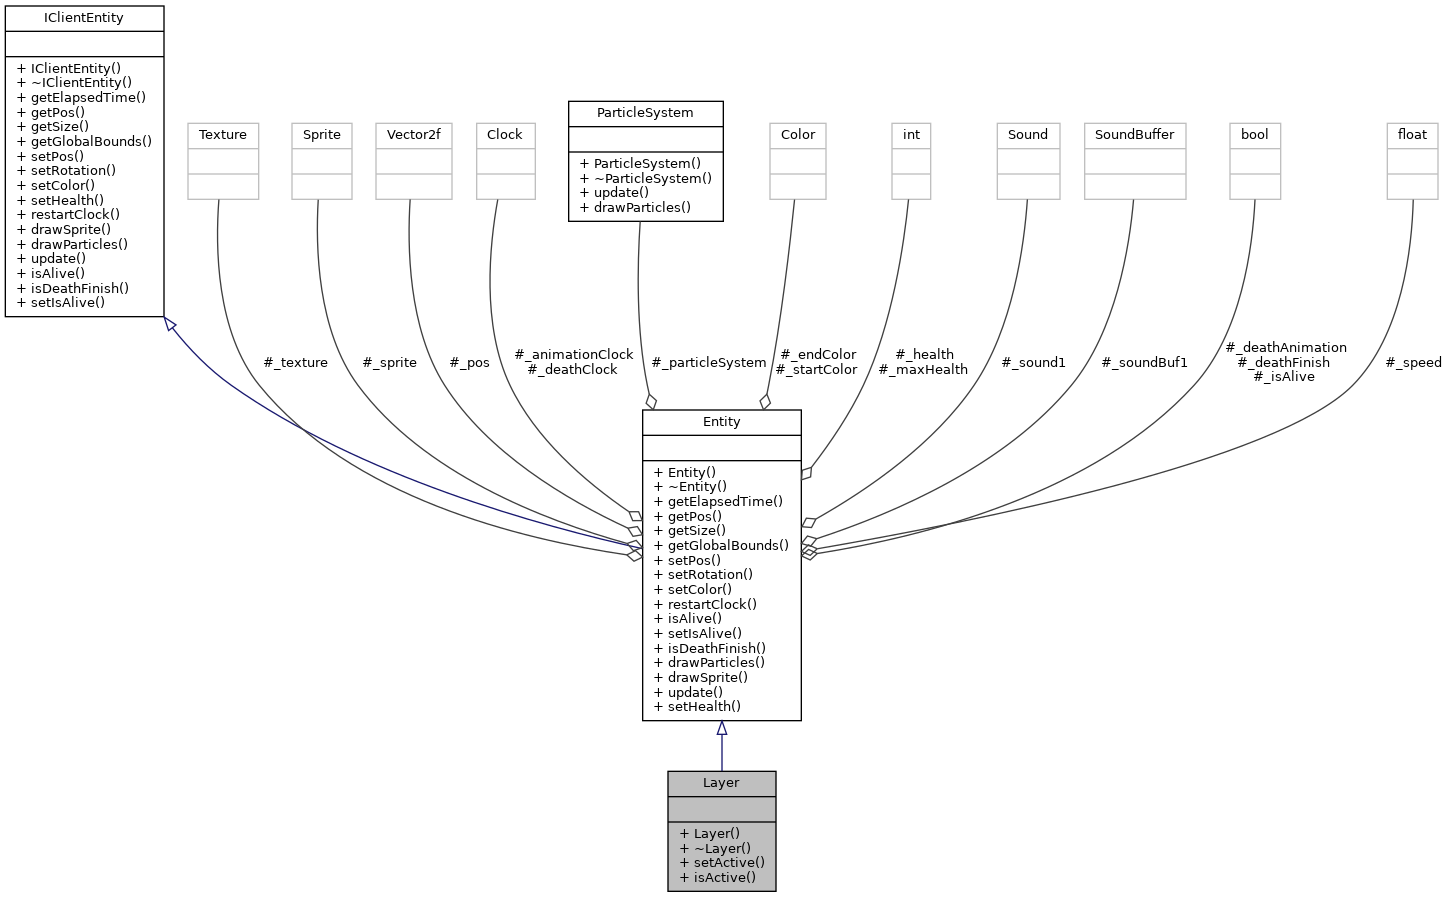 IClientEntity
+ IClientEntity()
+ ~IClientEntity()
+ getElapsedTime()
+ getPos()
+ getSize()
+ getGlobalBounds()
+ setPos()
+ setRotation()
+ setColor()
+ setHealth()
+ restartClock()
+ drawSprite()
+ drawParticles()
+ update()
+ isAlive()
+ isDeathFinish()
+ setIsAlive()
Texture
Sprite
Vector2f
Clock
ParticleSystem
+ ParticleSystem()
+ ~ParticleSystem()
+ update()
+ drawParticles()
Color
int
Sound
SoundBuffer
bool
float
#_texture
#_sprite
#_pos
#_animationClock
#_deathClock
#_particleSystem
#_endColor
#_startColor
#_health
#_maxHealth
#_sound1
#_soundBuf1
#_deathAnimation
#_deathFinish
#_isAlive
#_speed
Entity
+ Entity()
+ ~Entity()
+ getElapsedTime()
+ getPos()
+ getSize()
+ getGlobalBounds()
+ setPos()
+ setRotation()
+ setColor()
+ restartClock()
+ isAlive()
+ setIsAlive()
+ isDeathFinish()
+ drawParticles()
+ drawSprite()
+ update()
+ setHealth()
Layer
+ Layer()
+ ~Layer()
+ setActive()
+ isActive()